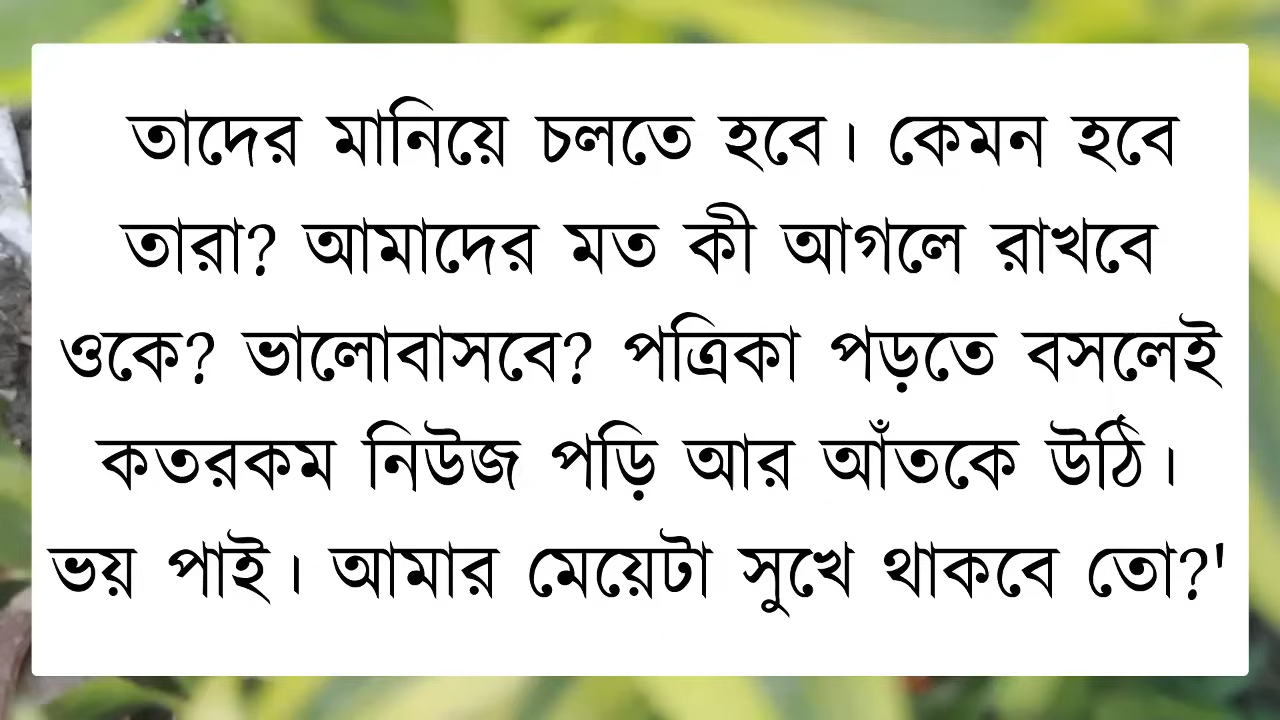 তাদের মানিয়ে চলতে হবে। কেমন হবে
তারা? আমাদের মত কী আগলে রাখবে
ওকে? ভালোবাসবে? পত্রিকা পড়তে বসলেই
কতরকম নিউজ পড়ি আর আঁতকে উঠি।
ভয় পাই। আমার মেয়েটা সুখে থাকবে তো?'